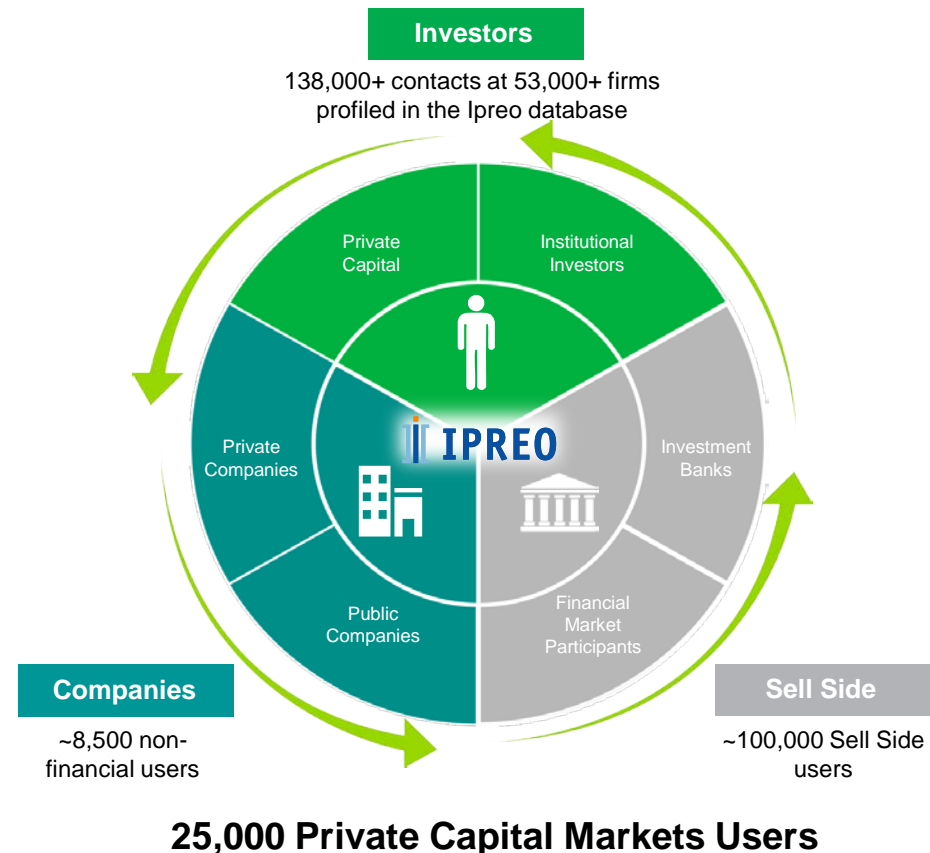 Investors
138,000+ contacts at 53,000+ firms
profiled in the Ipreo database
Private
Capital
Institutional
Investors
Private
Companies
IPREO
Investment
Banks
Public
Companies
Financial
Market
Participants
Companies
~8,500 non-
financial users
Sell Side
~100,000 Sell Side
users
25,000 Private Capital Markets Users